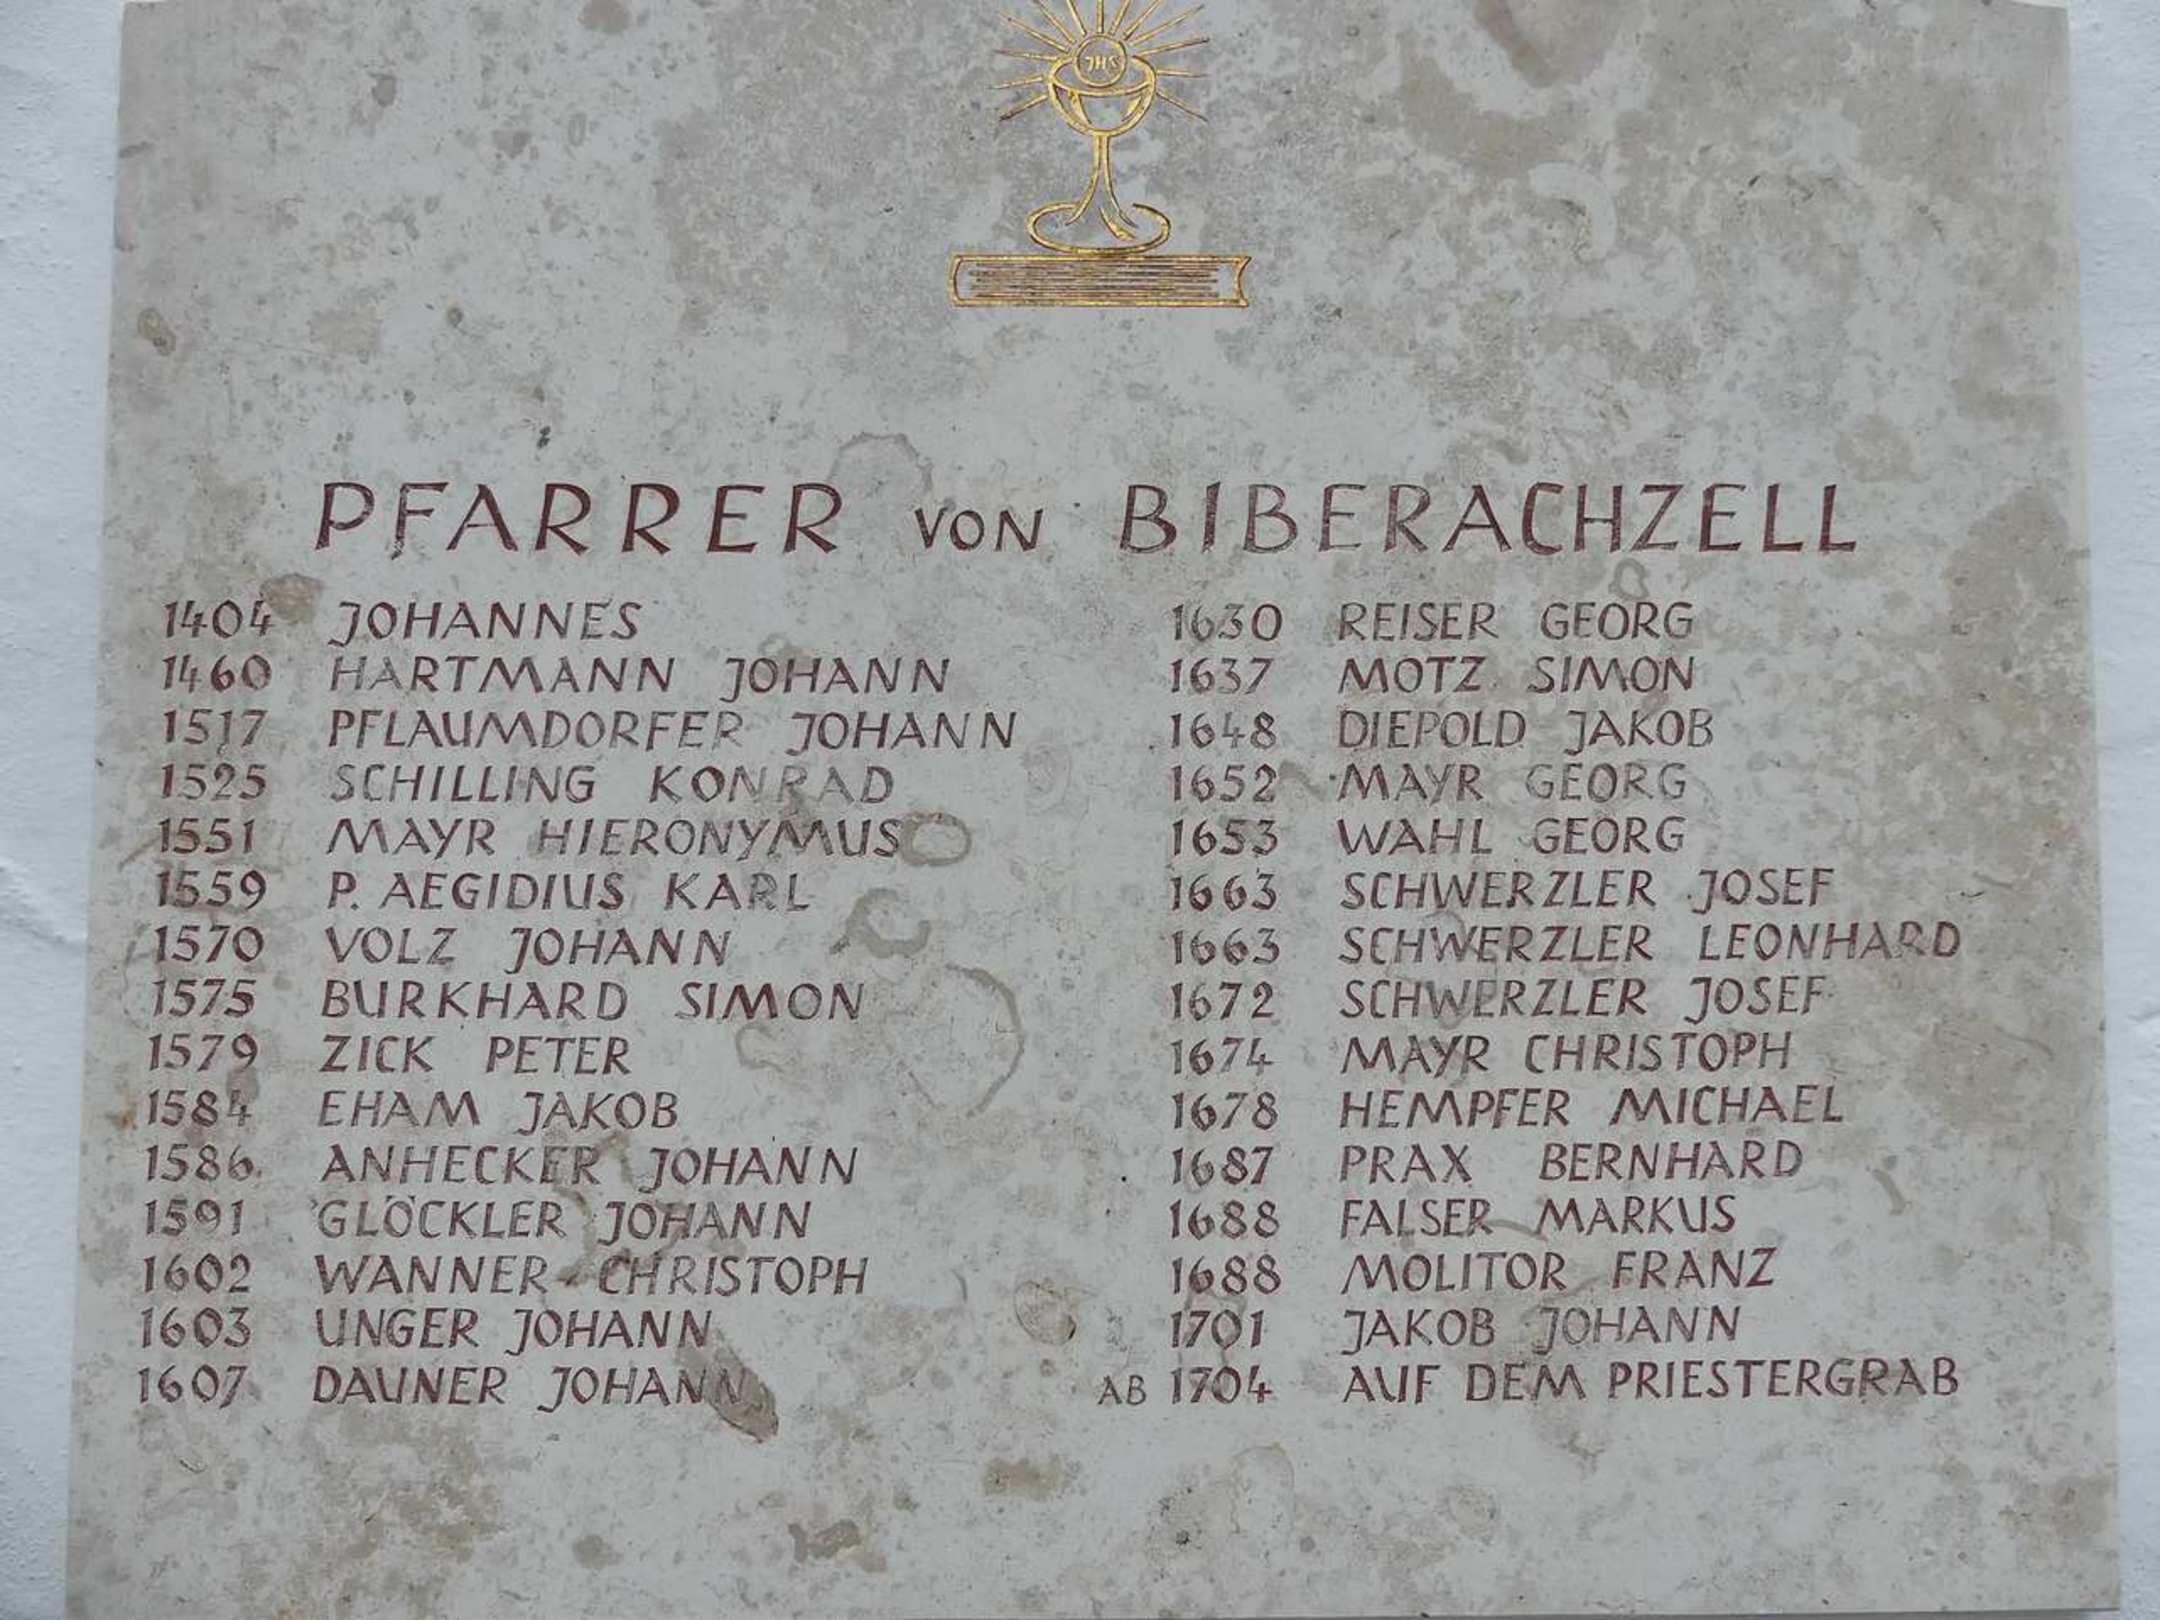 JHS
PFARRER VON BIBERACHZELL
1404 JOHANNES
1460 HARTMANN JOHANN
1517 PFLAUMDORFER JOHANN
1525 SCHILLING KONRAD
1551 MAYR HIERONYMUS
1559 P. AEGIDIUS KARL
1570 VOLZ JOHANN
1575 BURKHARD SIMON
1579 ZICK PETER
1584 EHAM JAKOB
1586 ANHECKER JOHANN
1591 GLÖCKLER JOHANN
1602 WANNER CHRISTOPH
1603 UNGER JOHANN
1607 DAUNER JOHANN
1630 REISER GEORG
1637 MOTZ SIMON
1648 DIEPOLD JAKOB
1652 MAYR GEORG
1653 WAHL GEORG
1663 SCHWERZLER JOSEF
1663 SCHWERZLER LEONHARD
1672 SCHWERZLER JOSEF
1674 MAYR CHRISTOPH
1678 HEMPFER MICHAEL
1687 PRAX BERNHARD
1688 FALSER MARKUS
1688 MOLITOR FRANZ
1701 JAKOB JOHANN
AB 1704 AUF DEM PRIESTERGRAB